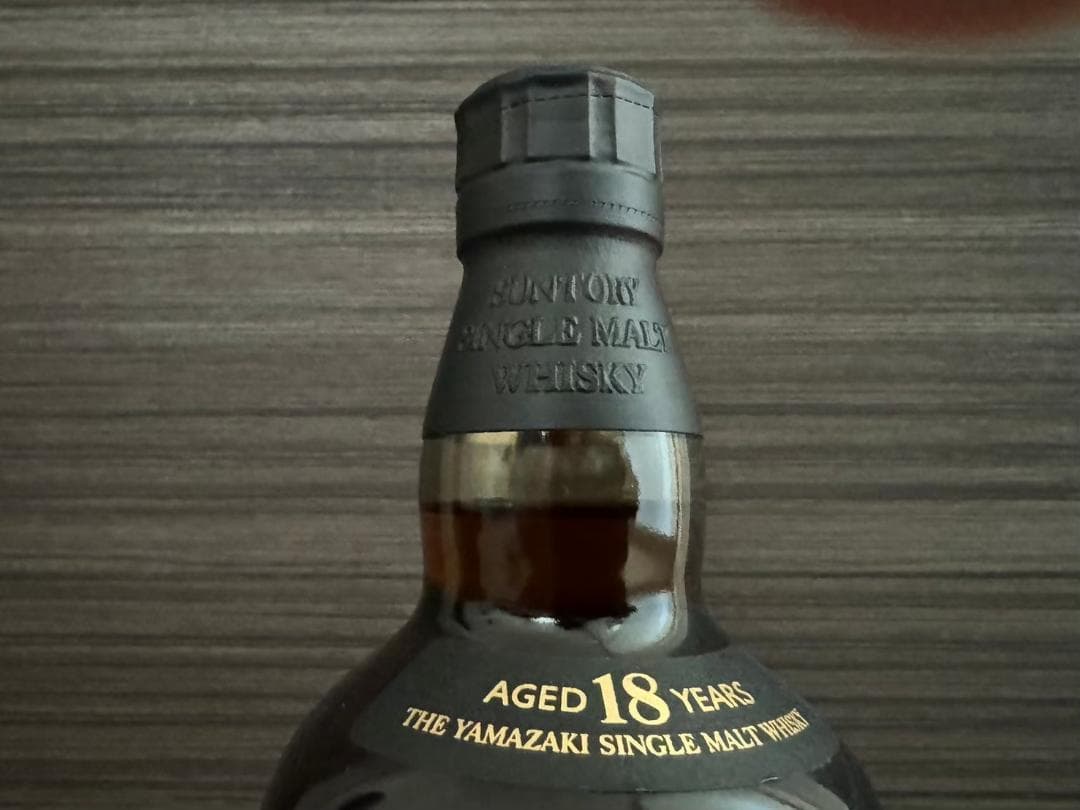 SUNTORY
SINGLE MALT
WHISKY
AGED 18 YEARS
THE YAMAZAKI SINGLE MALT WHISKY